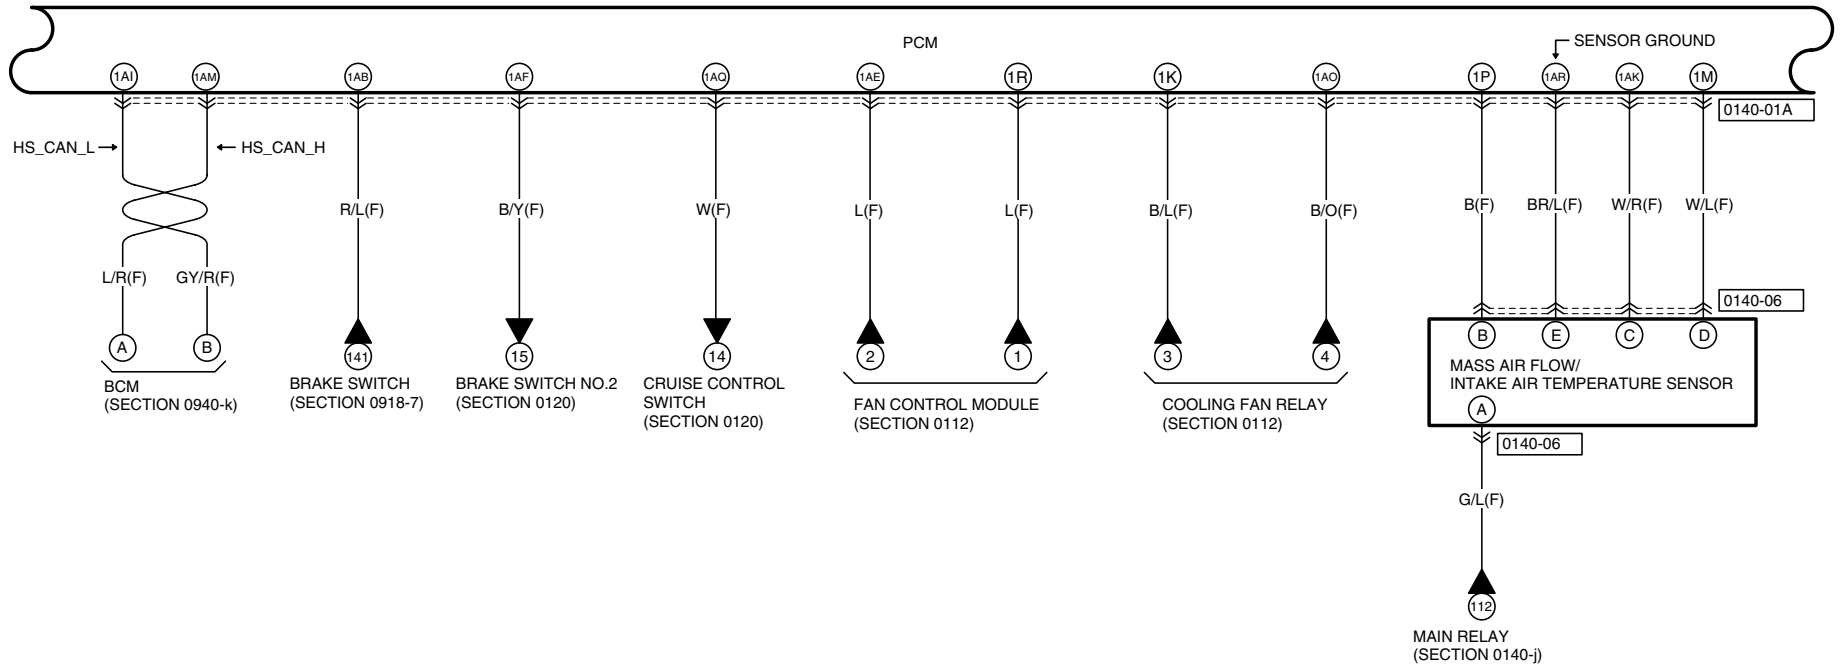 PCM
SENSOR GROUND
1AI 1AM 1AB 1AF 1AQ 1AE 1R 1K 1AO 1P 1AR 1AK 1M
0140-01A
HS_CAN_L HS_CAN_H
R/L(F) B/Y(F) W(F) L(F) L(F) B/L(F) B/O(F) B(F) BR/L(F) W/R(F) W/L(F)
L/R(F) GY/R(F)
0140-06
A B 141 15 14 2 1 3 4 B E C D
BCM
(SECTION 0940-k)
BRAKE SWITCH
(SECTION 0918-7)
BRAKE SWITCH NO.2
(SECTION 0120)
CRUISE CONTROL
SWITCH
(SECTION 0120)
FAN CONTROL MODULE
(SECTION 0112)
COOLING FAN RELAY
(SECTION 0112)
MASS AIR FLOW/
INTAKE AIR TEMPERATURE SENSOR
A
0140-06
G/L(F)
112
MAIN RELAY
(SECTION 0140-j)